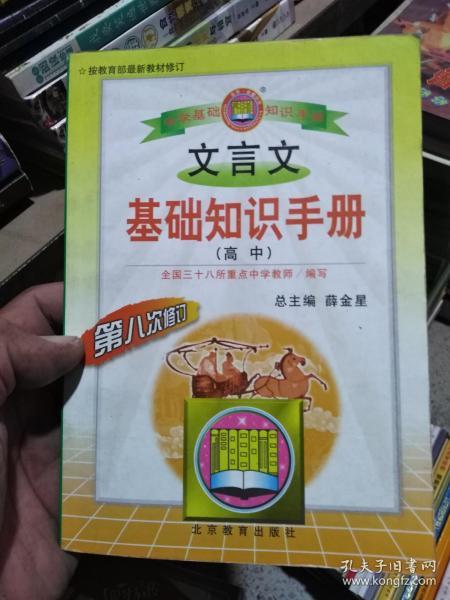 ☆按教育部最新教材修订
中学基础知识手册
文言文
基础知识手册
(高中)
全国三十八所重点中学教师/编写
总主编 薛金星
第八次修订
北京教育出版社
孔夫子旧书网
www.kongfz.com